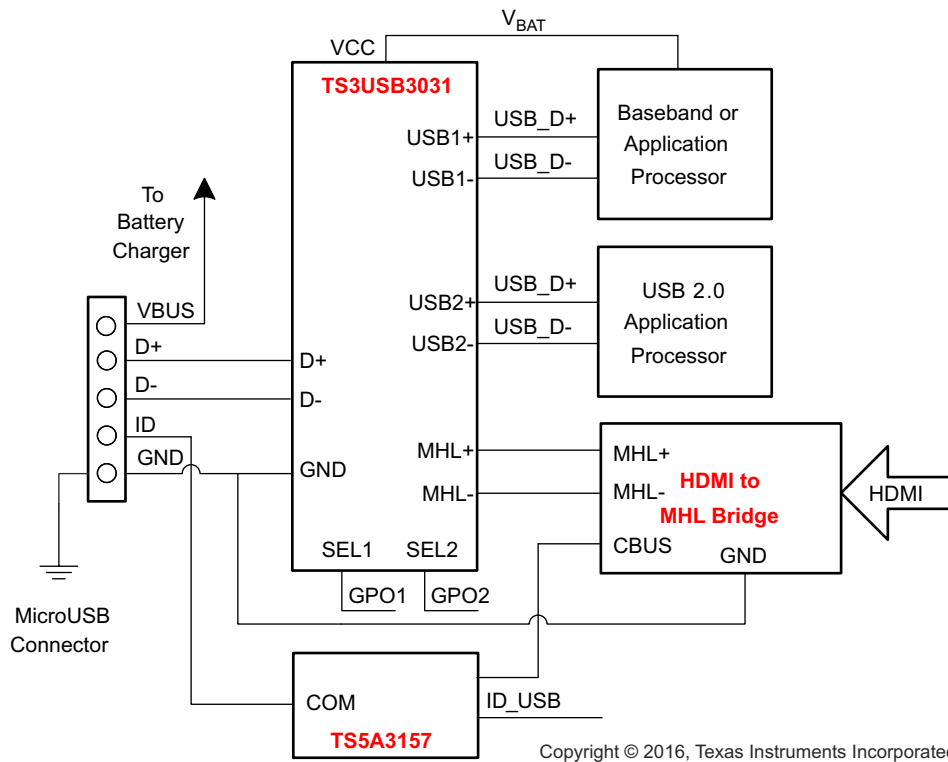 V_BAT
VCC
TS3USB3031
USB1+
USB_D+
USB1-
USB_D-
Baseband or
Application
Processor
To
Battery
Charger
USB2+
USB_D+
USB2-
USB_D-
USB 2.0
Application
Processor
VBUS
D+
D-
ID
GND
D+
D-
GND
MHL+
MHL-
MHL+
MHL-
HDMI to
MHL Bridge
CBUS
GND
HDMI
SEL1
SEL2
GPO1
GPO2
MicroUSB
Connector
COM
ID_USB
TS5A3157
Copyright © 2016, Texas Instruments Incorporated